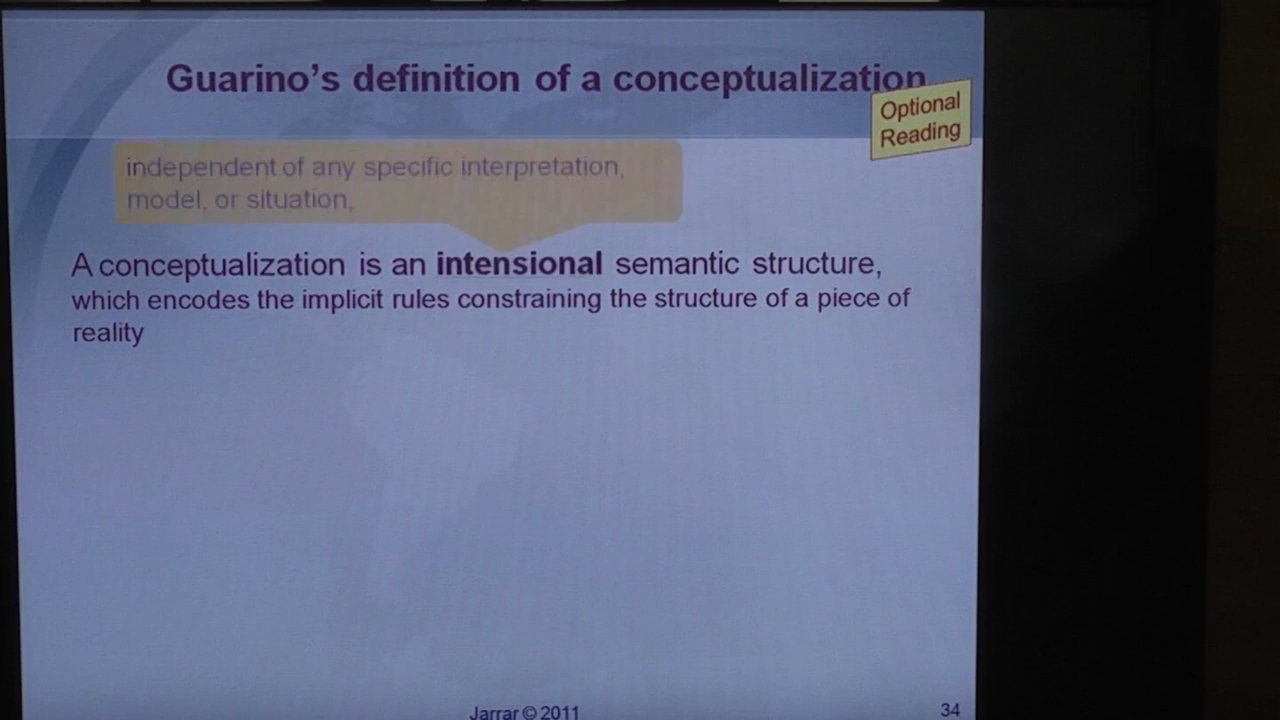 Guarino's definition of a conceptualization
Optional
Reading
independent of any specific interpretation,
model, or situation,
A conceptualization is an intensional semantic structure,
which encodes the implicit rules constraining the structure of a piece of
reality
Jarrar © 2011
34